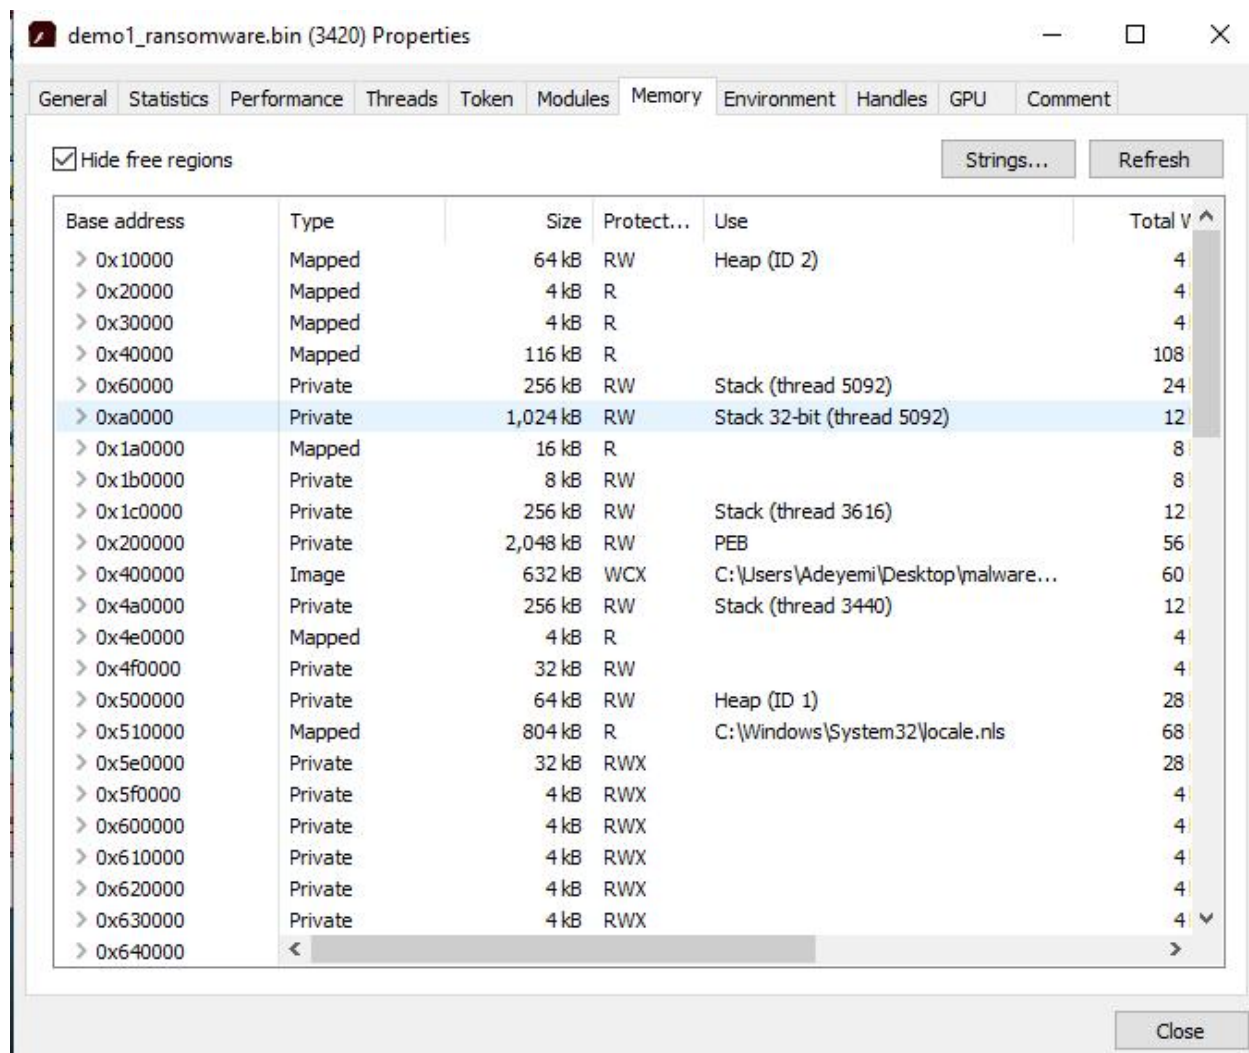 demo1_ransomware.bin (3420) Properties
General Statistics Performance Threads Token Modules Memory Environment Handles GPU Comment
Hide free regions Strings... Refresh
Base address Type Size Protect... Use Total
0x10000 Mapped 64 kB RW Heap (ID 2) 4
0x20000 Mapped 4 kB R 4
0x30000 Mapped 4 kB R 4
0x40000 Mapped 116 kB R 108
0x60000 Private 256 kB RW Stack (thread 5092) 24
0xa0000 Private 1,024 kB RW Stack 32-bit (thread 5092) 12
0x1a0000 Mapped 16 kB R 8
0x1b0000 Private 8 kB RW 8
0x1c0000 Private 256 kB RW Stack (thread 3616) 12
0x200000 Private 2,048 kB RW PEB 56
0x400000 Image 632 kB WCX C:\Users\Adeyemi\Desktop\malware... 60
0x4a0000 Private 256 kB RW Stack (thread 3440) 12
0x4e0000 Mapped 4 kB R 4
0x4f0000 Private 32 kB RW 4
0x500000 Private 64 kB RW Heap (ID 1) 28
0x510000 Mapped 804 kB R C:\Windows\System32\locale.nls 68
0x5e0000 Private 32 kB RWX 28
0x5f0000 Private 4 kB RWX 4
0x600000 Private 4 kB RWX 4
0x610000 Private 4 kB RWX 4
0x620000 Private 4 kB RWX 4
0x630000 Private 4 kB RWX 4
0x640000
Close